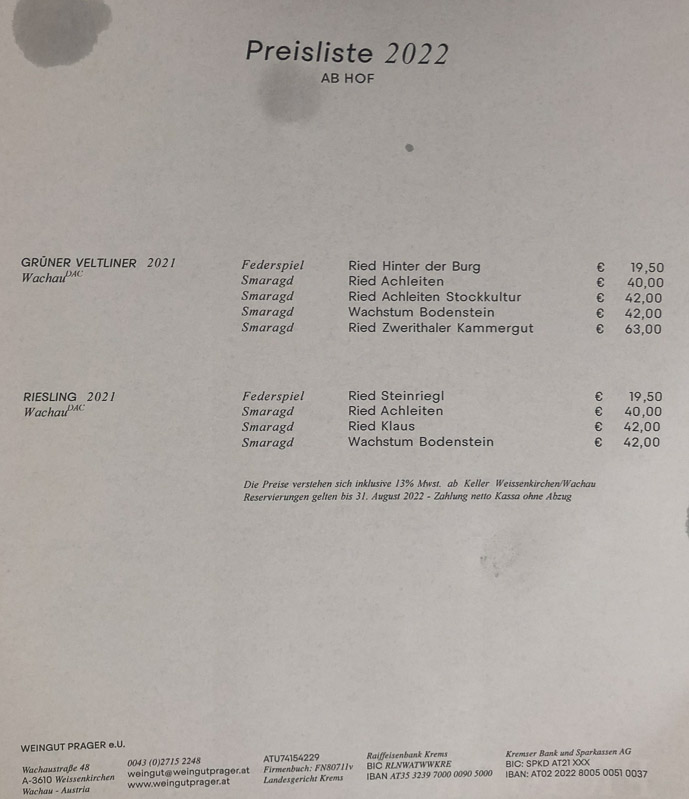 Preisliste 2022
AB HOF
GRÜNER VELTLINER 2021
Wachau DAC
Federspiel Ried Hinter der Burg € 19,50
Smaragd Ried Achleiten € 40,00
Smaragd Ried Achleiten Stockkultur € 42,00
Smaragd Wachstum Bodenstein € 42,00
Smaragd Ried Zwerithaler Kammergut € 63,00
RIESLING 2021
Wachau DAC
Federspiel Ried Steinriegl € 19,50
Smaragd Ried Achleiten € 40,00
Smaragd Ried Klaus € 42,00
Smaragd Wachstum Bodenstein € 42,00
Die Preise verstehen sich inklusive 13% Mwst. ab Keller Weissenkirchen/Wachau
Reservierungen gelten bis 31. August 2022 - Zahlung netto Kassa ohne Abzug
WEINGUT PRAGER e.U.
Wachaustraße 48
A-3610 Weissenkirchen
Wachau - Austria
0043 (0)2715 2248
weingut@weingutprager.at
www.weingutprager.at
ATU74154229
Firmenbuch: FN80711v
Landesgericht Krems
Raiffeisenbank Krems
BIC RLNWATWWKRE
IBAN AT35 3239 7000 0090 5000
Kremser Bank und Sparkassen AG
BIC: SPKD AT21 XXX
IBAN: AT02 2022 8005 0051 0037